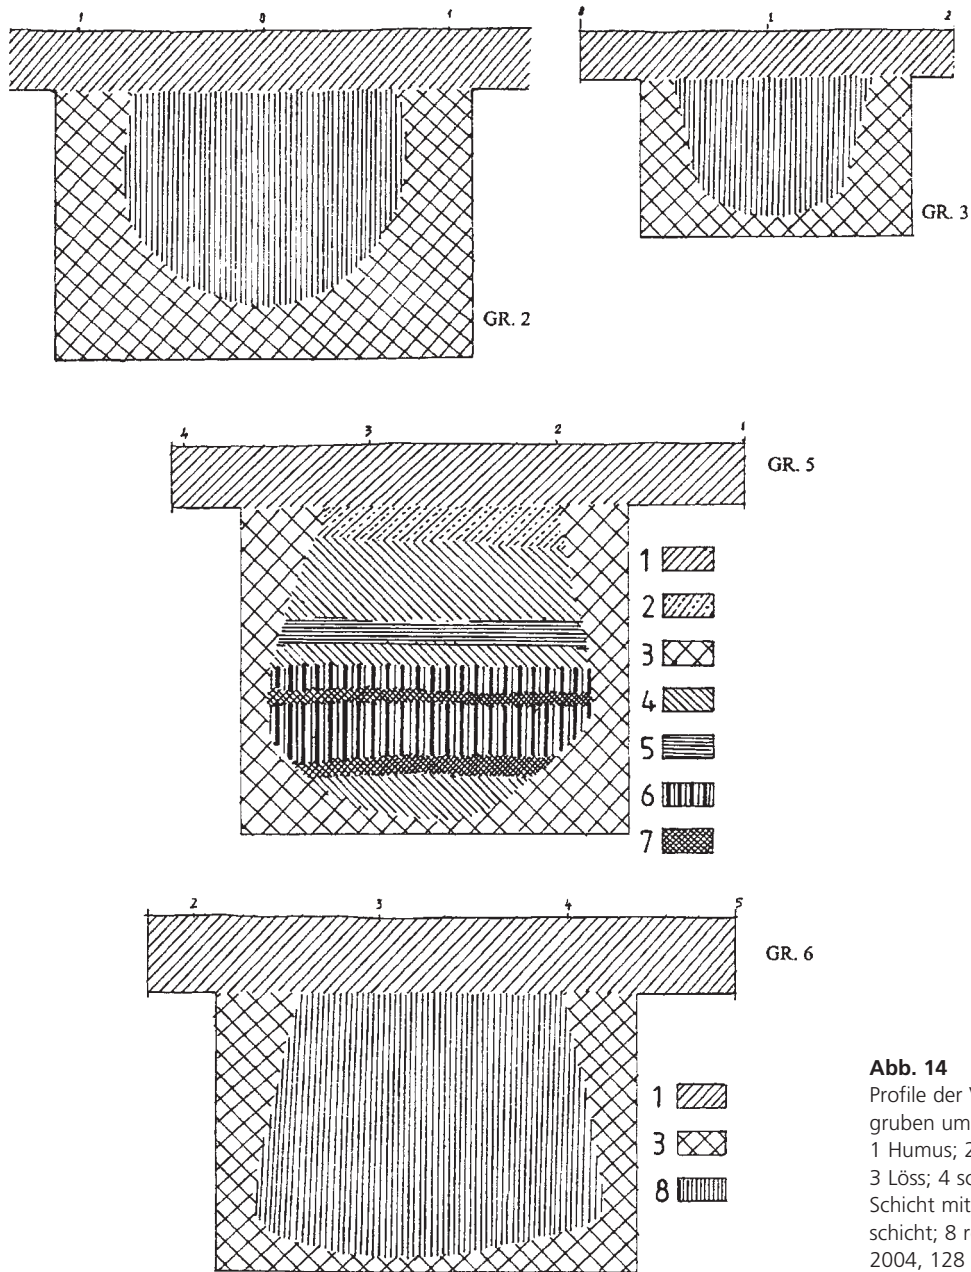 1 0 1
0 1 2
GR. 2
GR. 3
4 3 2 1
GR. 5
1
2
3
4
5
6
7
2 3 4 5
GR. 6
1
3
8
Abb. 14
Profile der
gruben um
1 Humus; 2
3 Löss; 4
Schicht mit
schicht; 8
2004, 128